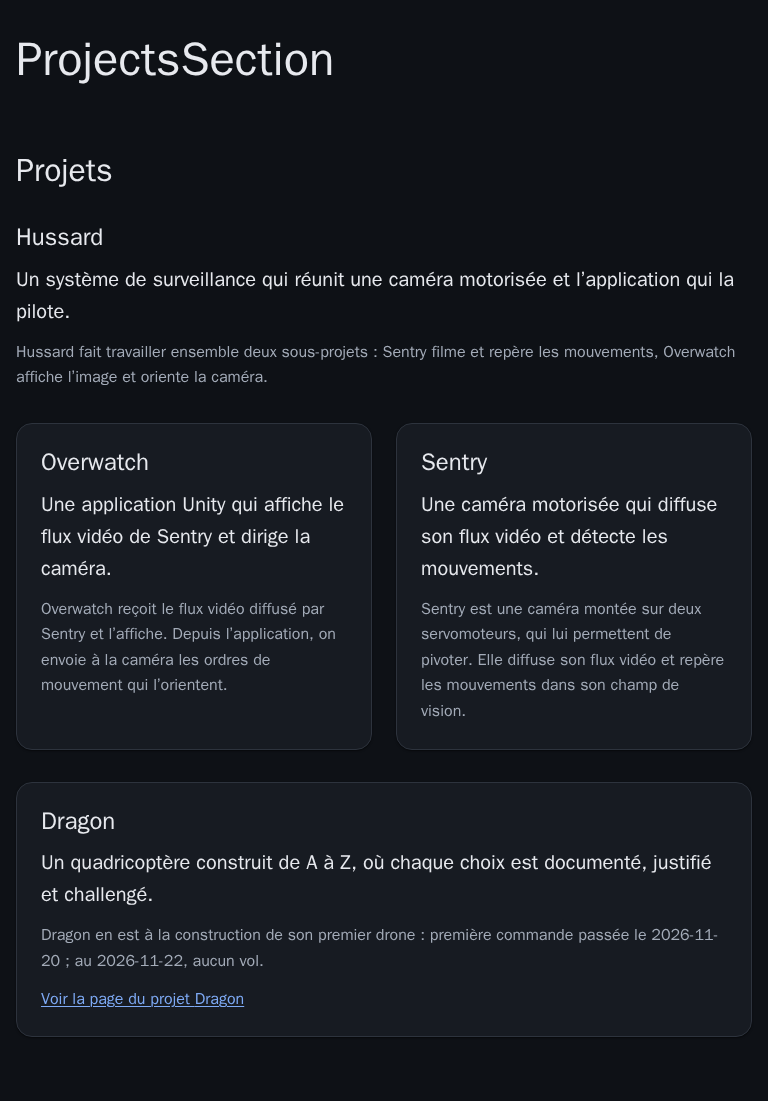 ProjectsSection
Projets
Hussard
Un système de surveillance qui réunit une caméra motorisée et l’application qui la
pilote.
Hussard fait travailler ensemble deux sous-projets : Sentry filme et repère les mouvements, Overwatch
affiche l’image et oriente la caméra.
Overwatch
Une application Unity qui affiche le
flux vidéo de Sentry et dirige la
caméra.
Overwatch reçoit le flux vidéo diffusé par
Sentry et l’affiche. Depuis l’application, on
envoie à la caméra les ordres de
mouvement qui l’orientent.
Sentry
Une caméra motorisée qui diffuse
son flux vidéo et détecte les
mouvements.
Sentry est une caméra montée sur deux
servomoteurs, qui lui permettent de
pivoter. Elle diffuse son flux vidéo et repère
les mouvements dans son champ de
vision.
Dragon
Un quadricoptère construit de A à Z, où chaque choix est documenté, justifié
et challengé.
Dragon en est à la construction de son premier drone : première commande passée le 2026-11-
20 ; au 2026-11-22, aucun vol.
Voir la page du projet Dragon